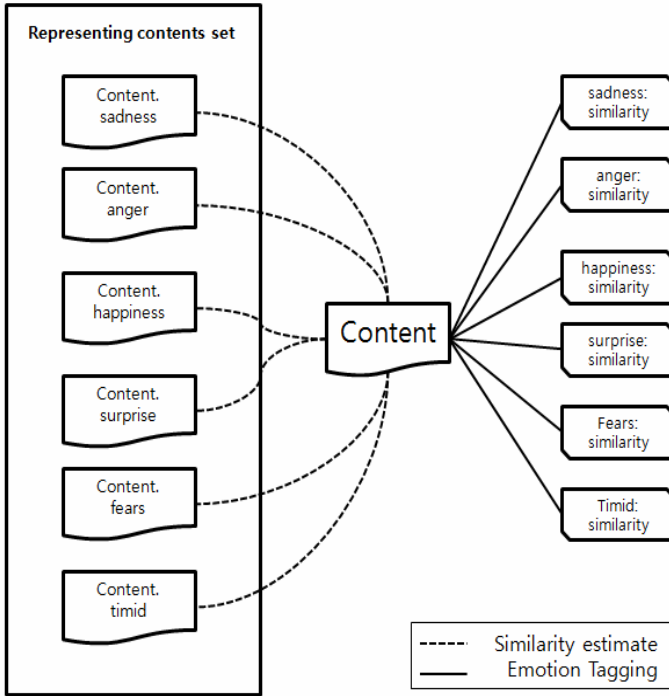 Representing contents set
Content.
sadness
Content.
anger
Content.
happiness
Content.
surprise
Content.
fears
Content.
timid
Content
sadness:
similarity
anger:
similarity
happiness:
similarity
surprise:
similarity
Fears:
similarity
Timid:
similarity
Similarity estimate
Emotion Tagging